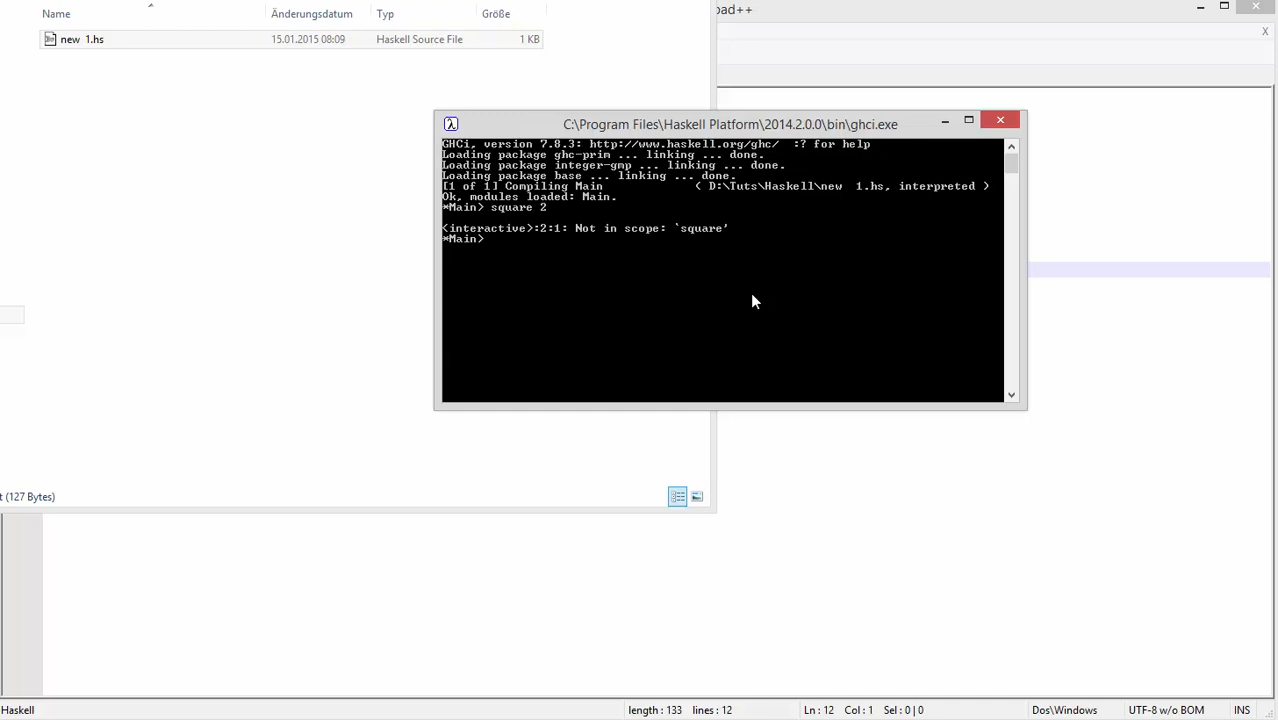 Name Änderungsdatum Typ Größe
new 1.hs 15.01.2015 08:09 Haskell Source File 1 KB
pad++
X
C:\Program Files\Haskell Platform\2014.2.0.0\bin\ghci.exe
GHCi, version 7.8.3: http://www.haskell.org/ghc/  :? for help
Loading package ghc-prim ... linking ... done.
Loading package integer-gmp ... linking ... done.
Loading package base ... linking ... done.
[1 of 1] Compiling Main             ( D:\Tuts\Haskell\new  1.hs, interpreted )
Ok, modules loaded: Main.
*Main> square 2
<interactive>:2:1: Not in scope: `square'
*Main>
t (127 Bytes)
Haskell length : 133 lines : 12 Ln : 12 Col : 1 Sel : 0 | 0 Dos\Windows UTF-8 w/o BOM INS